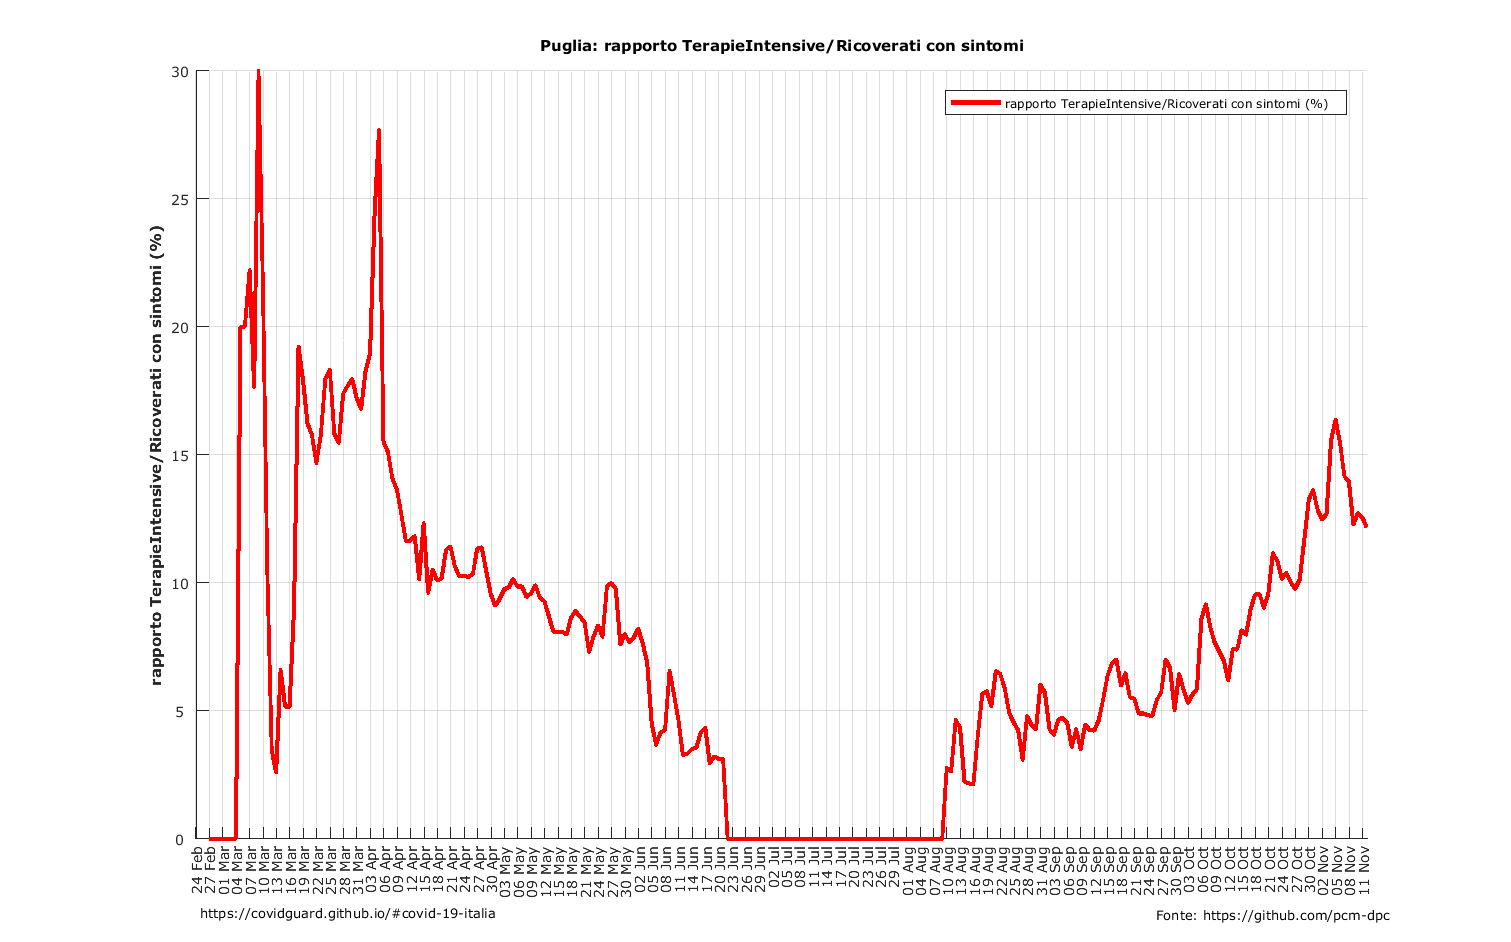 Puglia: rapporto TerapieIntensive/Ricoverati con sintomi
rapporto TerapieIntensive/Ricoverati con sintomi (%)
rapporto TerapieIntensive/Ricoverati con sintomi (%)
30
25
20
15
10
5
0
24 Feb
27 Feb
01 Mar
04 Mar
07 Mar
10 Mar
13 Mar
16 Mar
19 Mar
22 Mar
25 Mar
28 Mar
31 Mar
03 Apr
06 Apr
09 Apr
12 Apr
15 Apr
18 Apr
21 Apr
24 Apr
27 Apr
30 Apr
03 May
06 May
09 May
12 May
15 May
18 May
21 May
24 May
27 May
30 May
02 Jun
05 Jun
08 Jun
11 Jun
14 Jun
17 Jun
20 Jun
23 Jun
26 Jun
29 Jun
02 Jul
05 Jul
08 Jul
11 Jul
14 Jul
17 Jul
20 Jul
23 Jul
26 Jul
29 Jul
01 Aug
04 Aug
07 Aug
10 Aug
13 Aug
16 Aug
19 Aug
22 Aug
25 Aug
28 Aug
31 Aug
03 Sep
06 Sep
09 Sep
12 Sep
15 Sep
18 Sep
21 Sep
24 Sep
27 Sep
30 Sep
03 Oct
06 Oct
09 Oct
12 Oct
15 Oct
18 Oct
21 Oct
24 Oct
27 Oct
30 Oct
02 Nov
05 Nov
08 Nov
11 Nov
https://covidguard.github.io/#covid-19-italia
Fonte: https://github.com/pcm-dpc